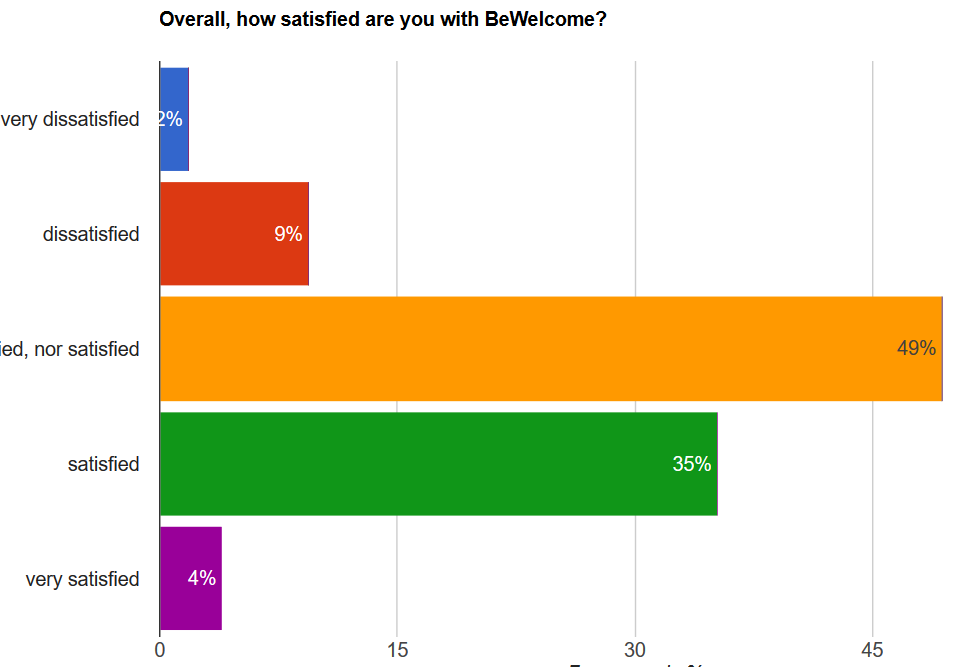 Overall, how satisfied are you with BeWelcome?
very dissatisfied
2%
dissatisfied
9%
nor satisfied
49%
satisfied
35%
very satisfied
4%
0 15 30 45